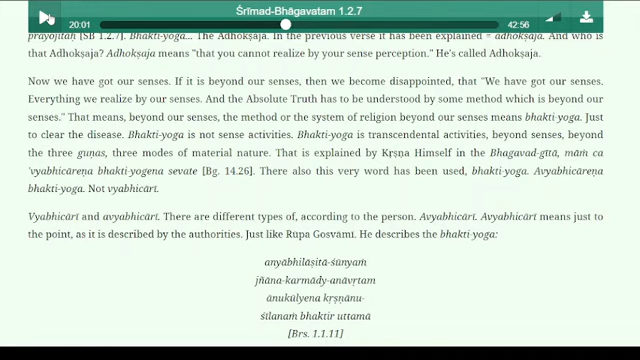 Śrīmad-Bhāgavatam 1.2.7
20:01
42:56
prayojitaḥ [SB 1.2.7]. Bhakti-yoga... The Adhokṣaja. In the previous verse it has been explained = adhokṣaja. And who is
that Adhokṣaja? Adhokṣaja means "that you cannot realize by your sense perception." He's called Adhokṣaja.
Now we have got our senses. If it is beyond our senses, then we become disappointed, that "We have got our senses.
Everything we realize by our senses. And the Absolute Truth has to be understood by some method which is beyond our
senses." That means, beyond our senses, the method or the system of religion beyond our senses means bhakti-yoga. Just
to clear the disease. Bhakti-yoga is not sense activities. Bhakti-yoga is transcendental activities, beyond senses, beyond
the three guṇas, three modes of material nature. That is explained by Kṛṣṇa Himself in the Bhagavad-gītā, māṁ ca
'vyabhicāreṇa bhakti-yogena sevate [Bg. 14.26]. There also this very word has been used, bhakti-yoga. Avyabhicāreṇa
bhakti-yoga. Not vyabhicārī.
Vyabhicārī and avyabhicārī. There are different types of, according to the person. Avyabhicārī. Avyabhicārī means just to
the point, as it is described by the authorities. Just like Rūpa Gosvāmī. He describes the bhakti-yoga:
anyābhilāṣitā-śūnyaṁ
jñāna-karmādy-anāvṛtam
ānukūlyena kṛṣṇānu-
śīlanaṁ bhaktir uttamā
[Brs. 1.1.11]